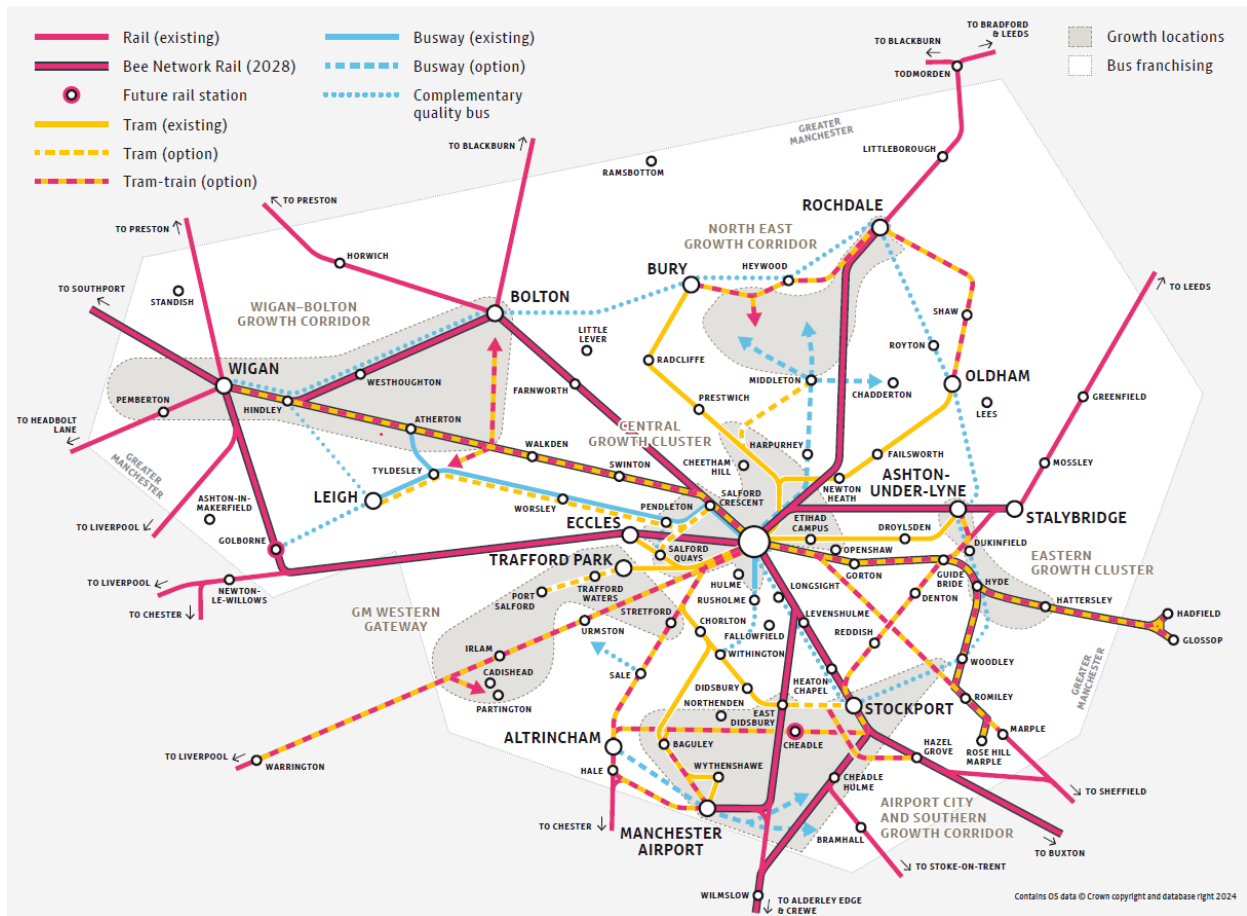 Rail (existing)
Bee Network Rail (2028)
Future rail station
Tram (existing)
Tram (option)
Tram-train (option)
Busway (existing)
Busway (option)
Complementary
quality bus
Growth locations
Bus franchising
TO BRADFORD
& LEEDS
TO BLACKBURN
TODMORDEN
GREATER
MANCHESTER
LITTLEBOROUGH
TO BLACKBURN
RAMSBOTTOM
TO PRESTON
TO PRESTON
ROCHDALE
NORTH EAST
GROWTH CORRIDOR
HORWICH
BURY
HEYWOOD
TO SOUTHPORT
STANDISH
WIGAN–BOLTON
GROWTH CORRIDOR
BOLTON
TO LEEDS
SHAW
LITTLE
LEVER
ROYTON
RADCLIFFE
WIGAN
WESTHOUGHTON
FARNWORTH
MIDDLETON
CHADDERTON
OLDHAM
PEMBERTON
HINDLEY
PRESTWICH
LEES
GREENFIELD
TO HEADBOLT
LANE
ATHERTON
CENTRAL
GROWTH CLUSTER
HARPURHEY
WALKDEN
CHEETHAM
HILL
FAILSWORTH
MOSSLEY
GREATER
MANCHESTER
TYLDESLEY
SWINTON
SALFORD
CRESCENT
NEWTON
HEATH
ASHTON-
UNDER-LYNE
LEIGH
WORSLEY
PENDLETON
STALYBRIDGE
ASHTON-IN-
MAKERFIELD
TO LIVERPOOL
ECCLES
ETIHAD
CAMPUS
DROYLSDEN
GOLBORNE
SALFORD
QUAYS
OPENSHAW
DUKINFIELD
TRAFFORD PARK
GORTON
GUIDE
BRIDGE
EASTERN
GROWTH CLUSTER
TO LIVERPOOL
NEWTON-
LE-WILLOWS
TO CHESTER
PORT
SALFORD
TRAFFORD
WATERS
HULME
RUSHOLME
LONGSIGHT
DENTON
HYDE
HATTERSLEY
HADFIELD
GLOSSOP
GM WESTERN
GATEWAY
STRETFORD
URMSTON
CHORLTON
FALLOWFIELD
LEVENSHULME
REDDISH
IRLAM
WITHINGTON
WOODLEY
GREATER
MANCHESTER
CADISHEAD
PARTINGTON
SALE
DIDSBURY
HEATON
CHAPEL
NORTHENDEN
EAST
DIDSBURY
STOCKPORT
ROMILEY
MARPLE
ROSE HILL
MARPLE
ALTRINCHAM
BAGULEY
CHEADLE
HAZEL
GROVE
TO LIVERPOOL
WARRINGTON
HALE
WYTHENSHAWE
CHEADLE
HULME
TO SHEFFIELD
TO CHESTER
MANCHESTER
AIRPORT
AIRPORT CITY
AND SOUTHERN
GROWTH CORRIDOR
BRAMHALL
TO BUXTON
TO STOKE-ON-TRENT
WILMSLOW
TO ALDERLEY EDGE
& CREWE
Contains OS data © Crown copyright and database right 2024